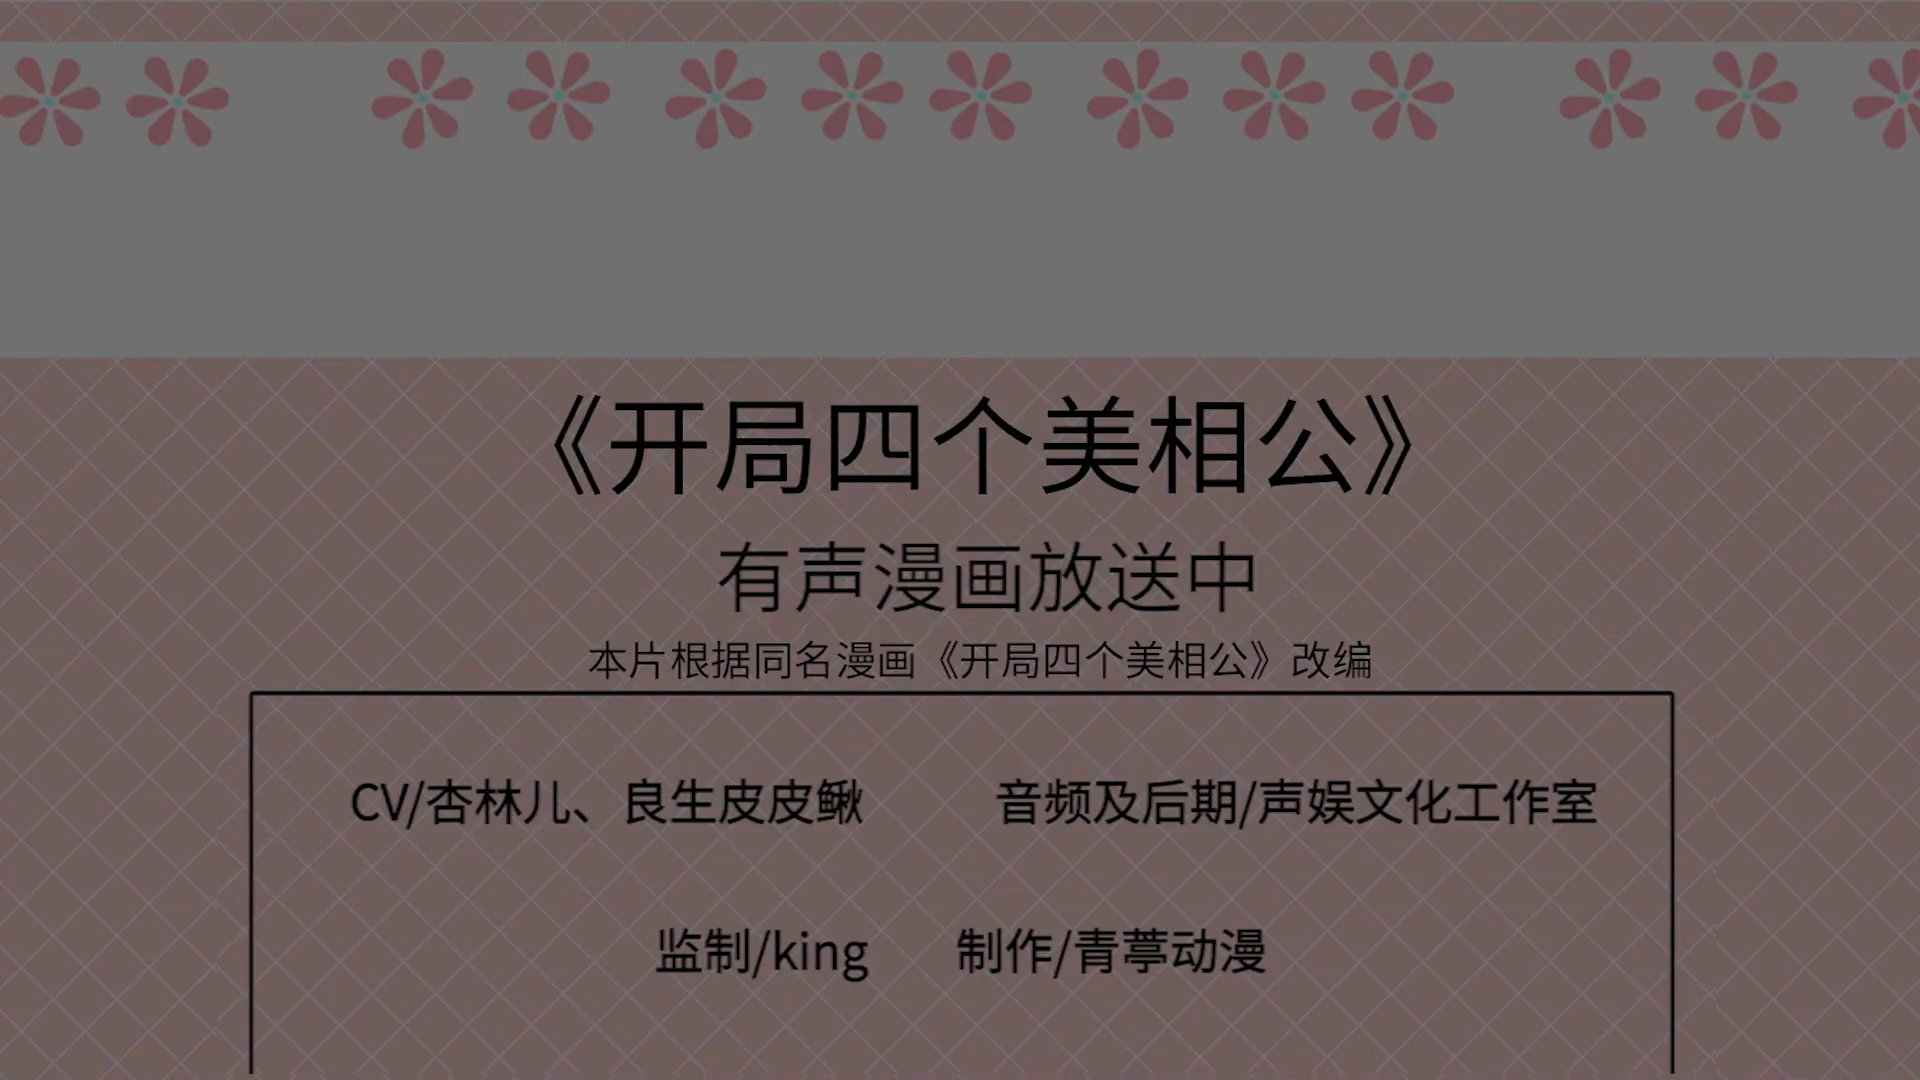 《开局四个美相公》
有声漫画放送中
本片根据同名漫画《开局四个美相公》改编
CV/杏林儿、良生皮皮鳅 音频及后期/声娱文化工作室
监制/king 制作/青葶动漫